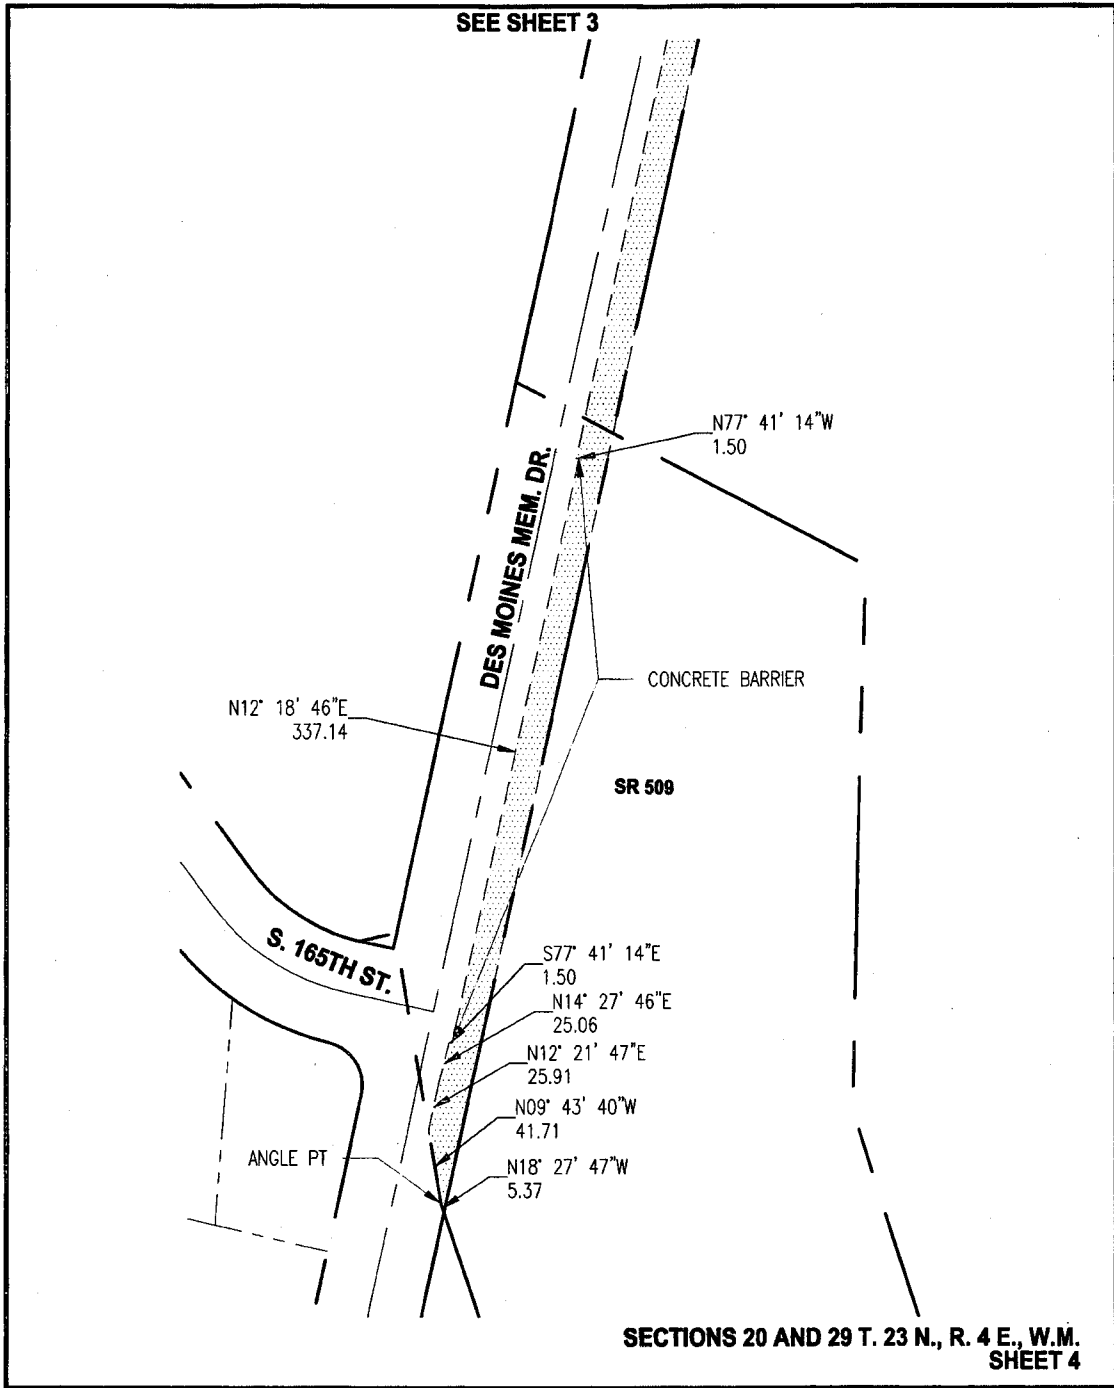 SEE SHEET 3
N77° 41' 14"W
1.50
DES MOINES MEM. DR.
CONCRETE BARRIER
N12° 18' 46"E
337.14
SR 509
S. 165TH ST.
S77° 41' 14"E
1.50
N14° 27' 46"E
25.06
N12° 21' 47"E
25.91
N09° 43' 40"W
41.71
ANGLE PT
N18° 27' 47"W
5.37
SECTIONS 20 AND 29 T. 23 N., R. 4 E., W.M.
SHEET 4